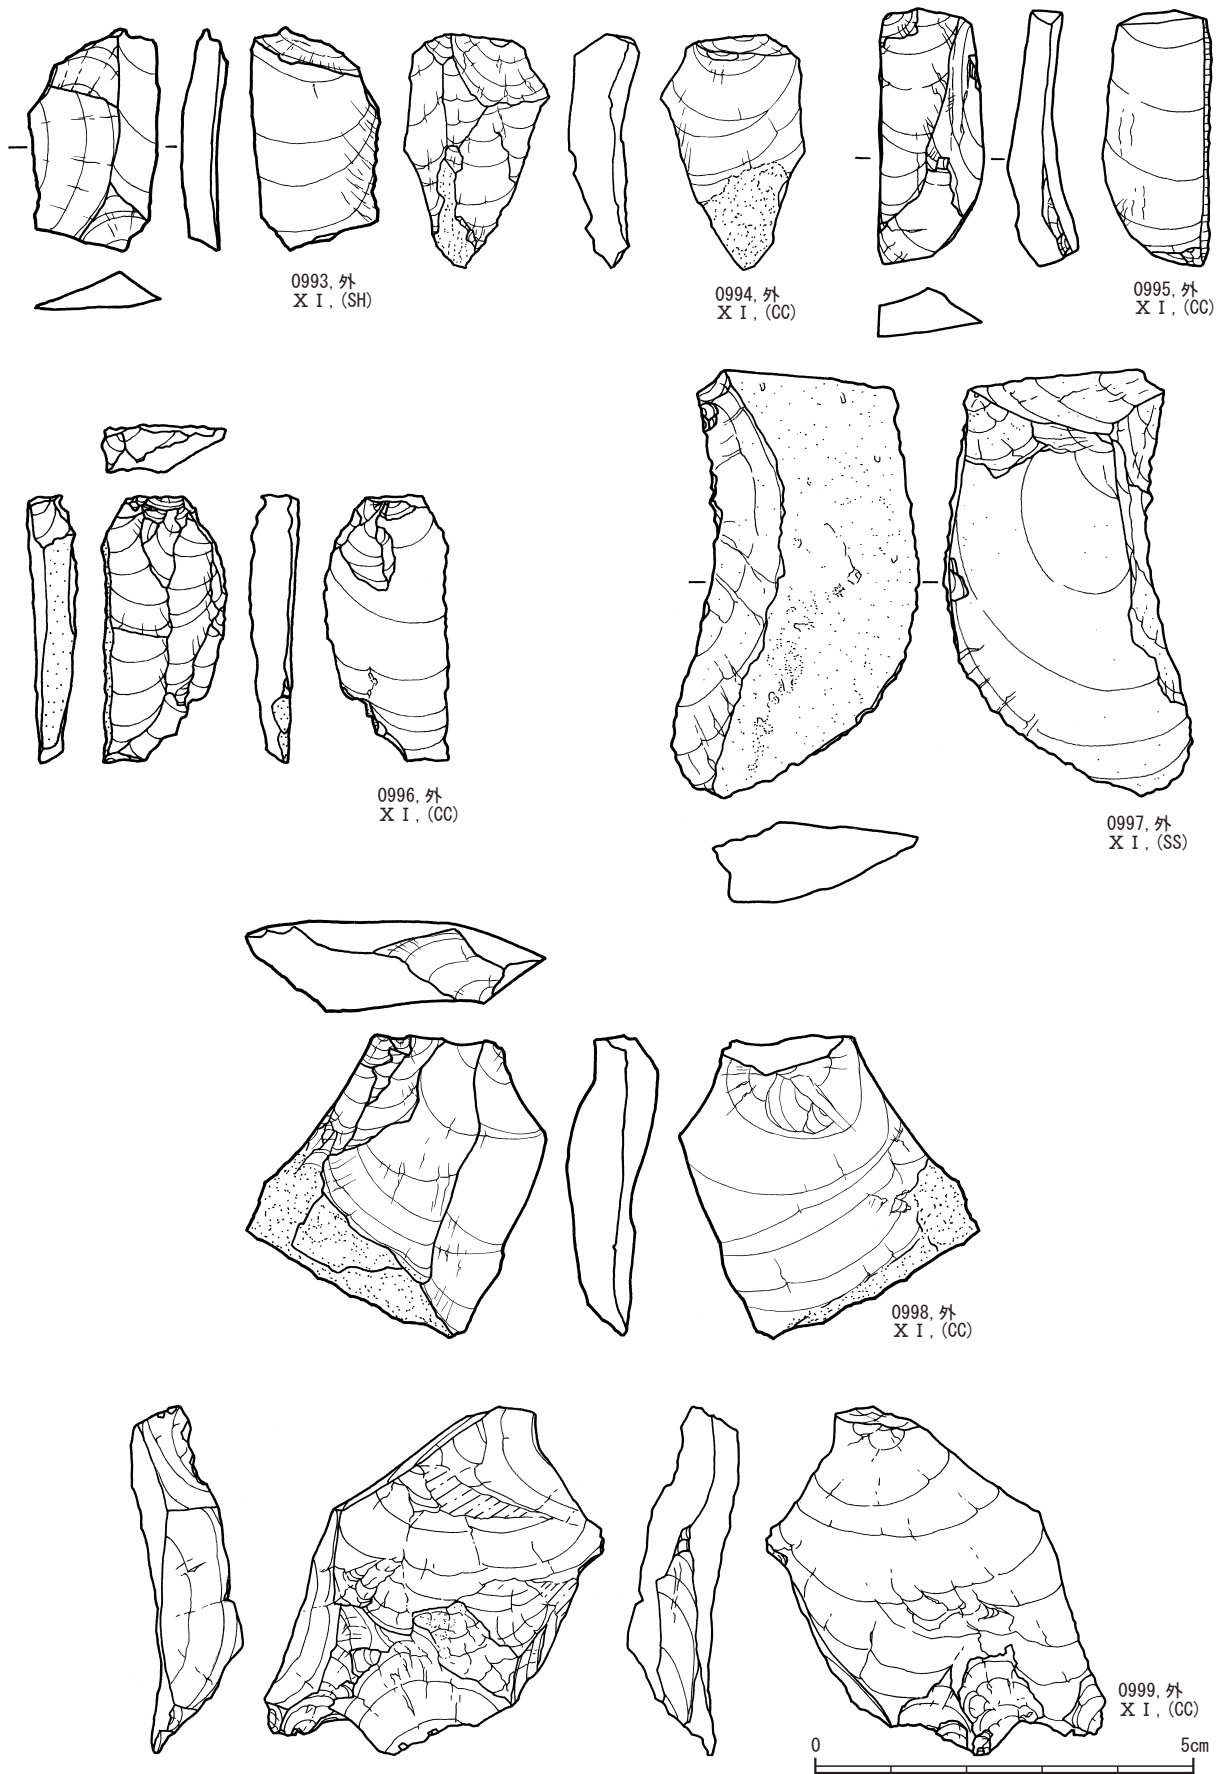 0993, 外
ＸＩ, (SH)
0994, 外
ＸＩ, (CC)
0995, 外
ＸＩ, (CC)
0996, 外
ＸＩ, (CC)
0997, 外
ＸＩ, (SS)
0998, 外
ＸＩ, (CC)
0999, 外
ＸＩ, (CC)
0 5cm